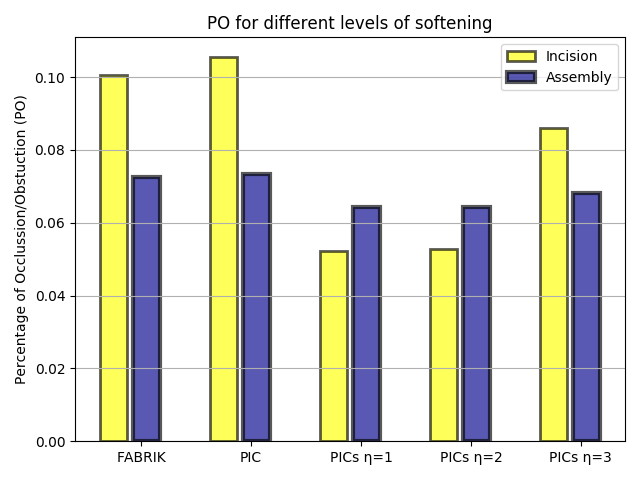 PO for different levels of softening
Incision
Assembly
Percentage of Occlussion/Obstuction (PO)
0.10
0.08
0.06
0.04
0.02
0.00
FABRIK PIC PICs η=1 PICs η=2 PICs η=3